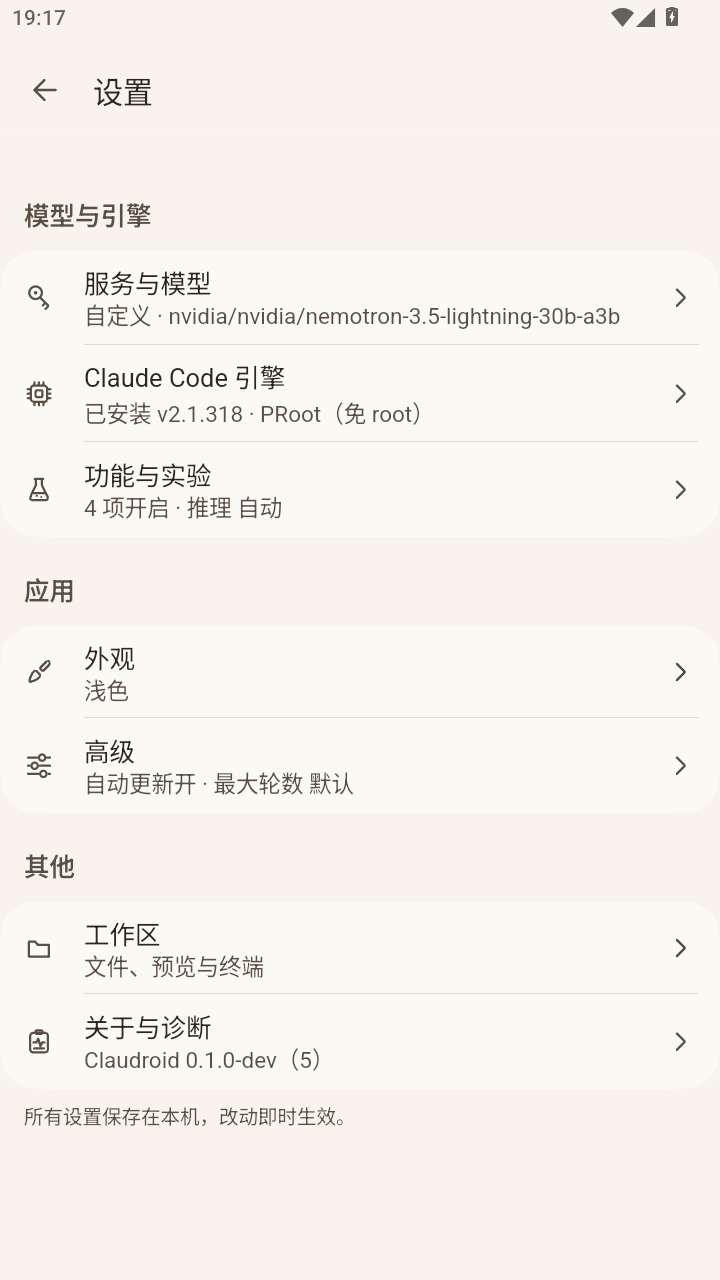 19:17
设置
模型与引擎
服务与模型
自定义 · nvidia/nvidia/nemotron-3.5-lightning-30b-a3b
Claude Code 引擎
已安装 v2.1.318 · PRoot（免 root）
功能与实验
4 项开启 · 推理 自动
应用
外观
浅色
高级
自动更新开 · 最大轮数 默认
其他
工作区
文件、预览与终端
关于与诊断
Claudroid 0.1.0-dev（5）
所有设置保存在本机，改动即时生效。